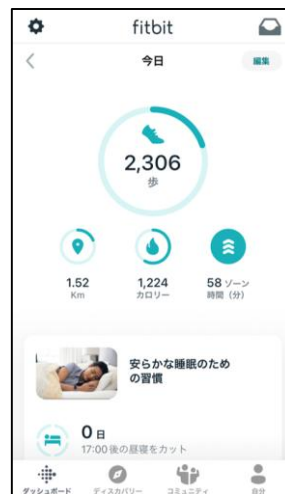 fitbit
今日
編集
2,306
歩
1.52
Km
1,224
カロリー
58 ゾーン
時間（分）
安らかな睡眠のため
の習慣
0 日
17:00後の昼寝をカット
ダッシュボード
ディスカバリー
コミュニティ
自分